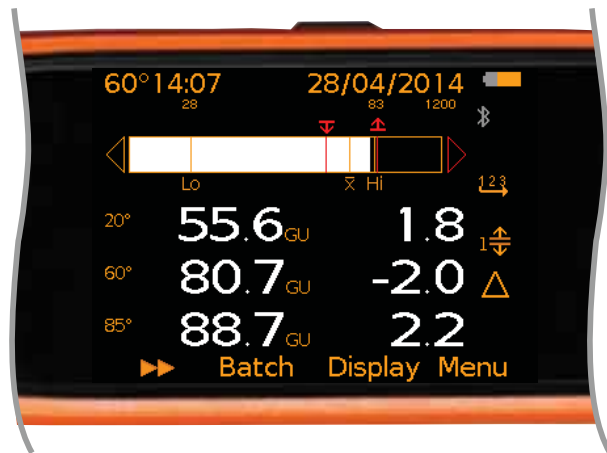 60°14:07 28/04/2014
28 83 1200
Lo x̅ Hi
123
20° 55.6GU 1.8
1
60° 80.7GU -2.0
85° 88.7GU 2.2
Batch Display Menu